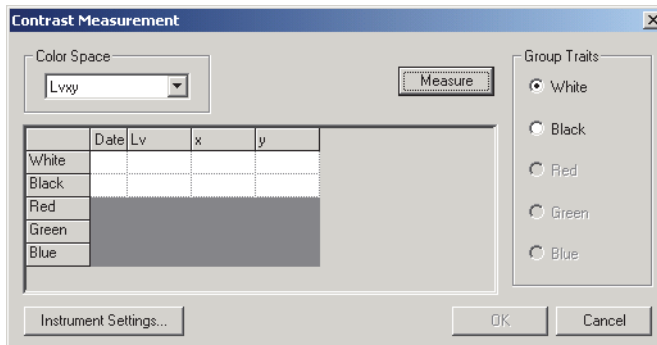 Contrast Measurement
Color Space
Lvxy
Measure
Group Traits
White
Black
Red
Green
Blue
Date Lv x y
White
Black
Red
Green
Blue
Instrument Settings...
OK
Cancel